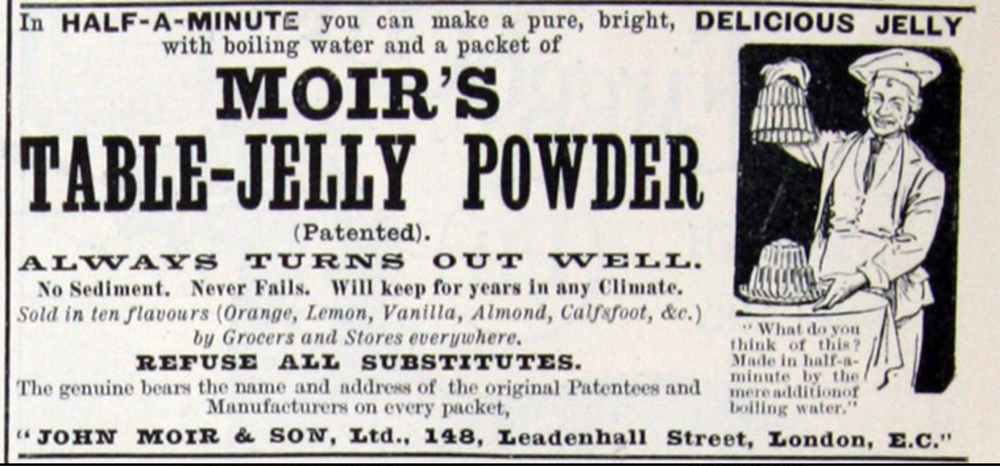 In HALF-A-MINUTE you can make a pure, bright, DELICIOUS JELLY
with boiling water and a packet of
MOIR'S
TABLE-JELLY POWDER
(Patented).
ALWAYS TURNS OUT WELL.
No Sediment. Never Fails. Will keep for years in any Climate.
Sold in ten flavours (Orange, Lemon, Vanilla, Almond, Calfsfoot, &c.)
by Grocers and Stores everywhere.
REFUSE ALL SUBSTITUTES.
The genuine bears the name and address of the original Patentees and
Manufacturers on every packet,
"JOHN MOIR & SON, Ltd., 148, Leadenhall Street, London, E.C."
"What do you
think of this?
Made in half-a-
minute by the
mere addition of
boiling water."